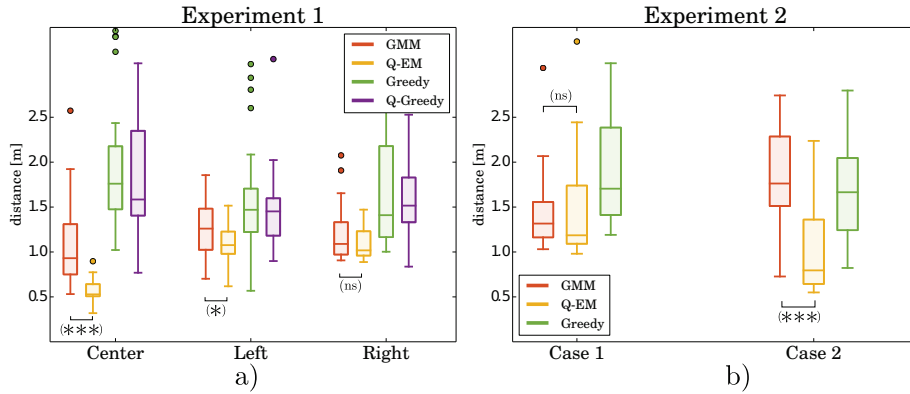 Experiment 1
distance [m]
2.5
2.0
1.5
1.0
0.5
GMM
Q-EM
Greedy
Q-Greedy
(***)
(*)
(ns)
Center
Left
Right
a)
Experiment 2
distance [m]
2.5
2.0
1.5
1.0
0.5
(ns)
(***)
GMM
Q-EM
Greedy
Case 1
Case 2
b)